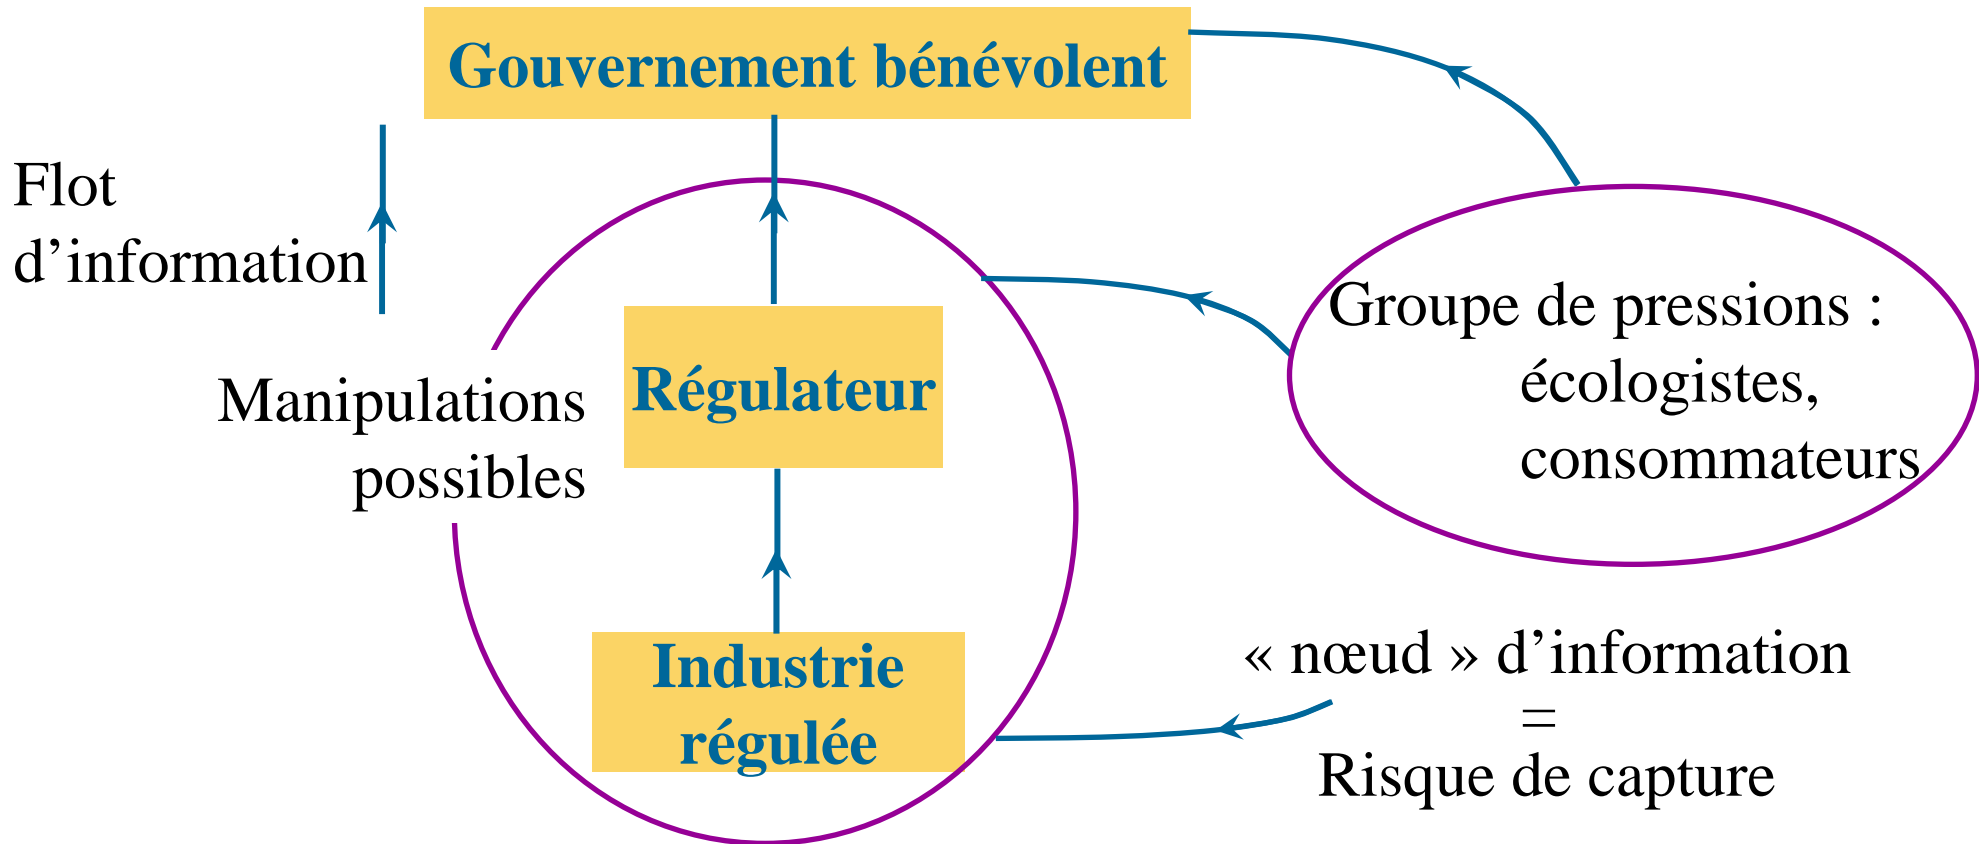 Gouvernement bénévolent
Flot
d’information
Groupe de pressions :
écologistes,
consommateurs
Manipulations
possibles
Régulateur
Industrie
régulée
« nœud » d’information
=
Risque de capture